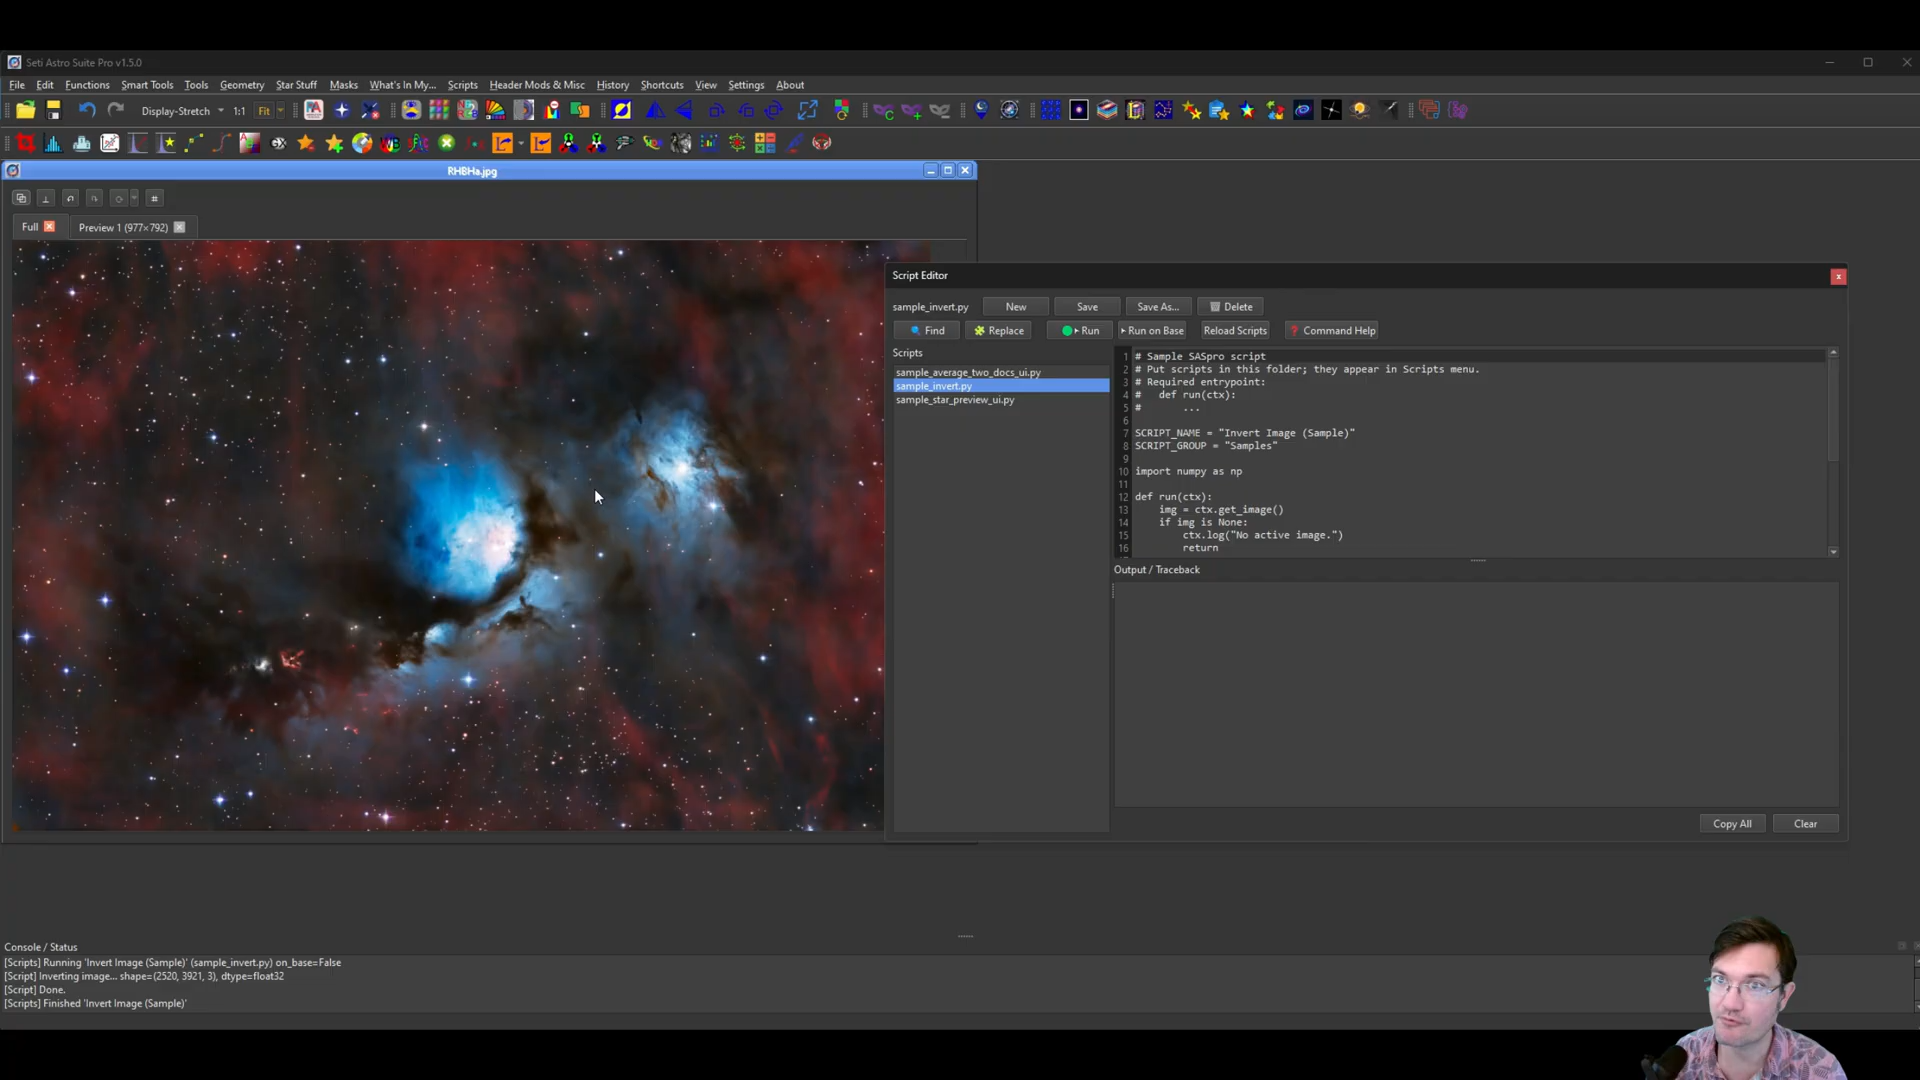 Seti Astro Suite Pro v1.5.0
File Edit Functions Smart Tools Tools Geometry Star Stuff Masks What's In My... Scripts Header Mods & Misc History Shortcuts View Settings About
Display-Stretch 1:1 Fit
RHBHa.jpg
Full Preview 1 (977×792)
Script Editor
sample_invert.py New Save Save As... Delete
Find Replace Run Run on Base Reload Scripts Command Help
Scripts
sample_average_two_docs_ui.py
sample_invert.py
sample_star_preview_ui.py
1 # Sample SASpro script
2 # Put scripts in this folder; they appear in Scripts menu.
3 # Required entrypoint:
4 #   def run(ctx):
5 #       ...
6
7 SCRIPT_NAME = "Invert Image (Sample)"
8 SCRIPT_GROUP = "Samples"
9
10 import numpy as np
11
12 def run(ctx):
13     img = ctx.get_image()
14     if img is None:
15         ctx.log("No active image.")
16         return
Output / Traceback
Copy All Clear
Console / Status
[Scripts] Running 'Invert Image (Sample)' (sample_invert.py) on_base=False
[Script] Inverting image... shape=(2520, 3921, 3), dtype=float32
[Script] Done.
[Scripts] Finished 'Invert Image (Sample)'